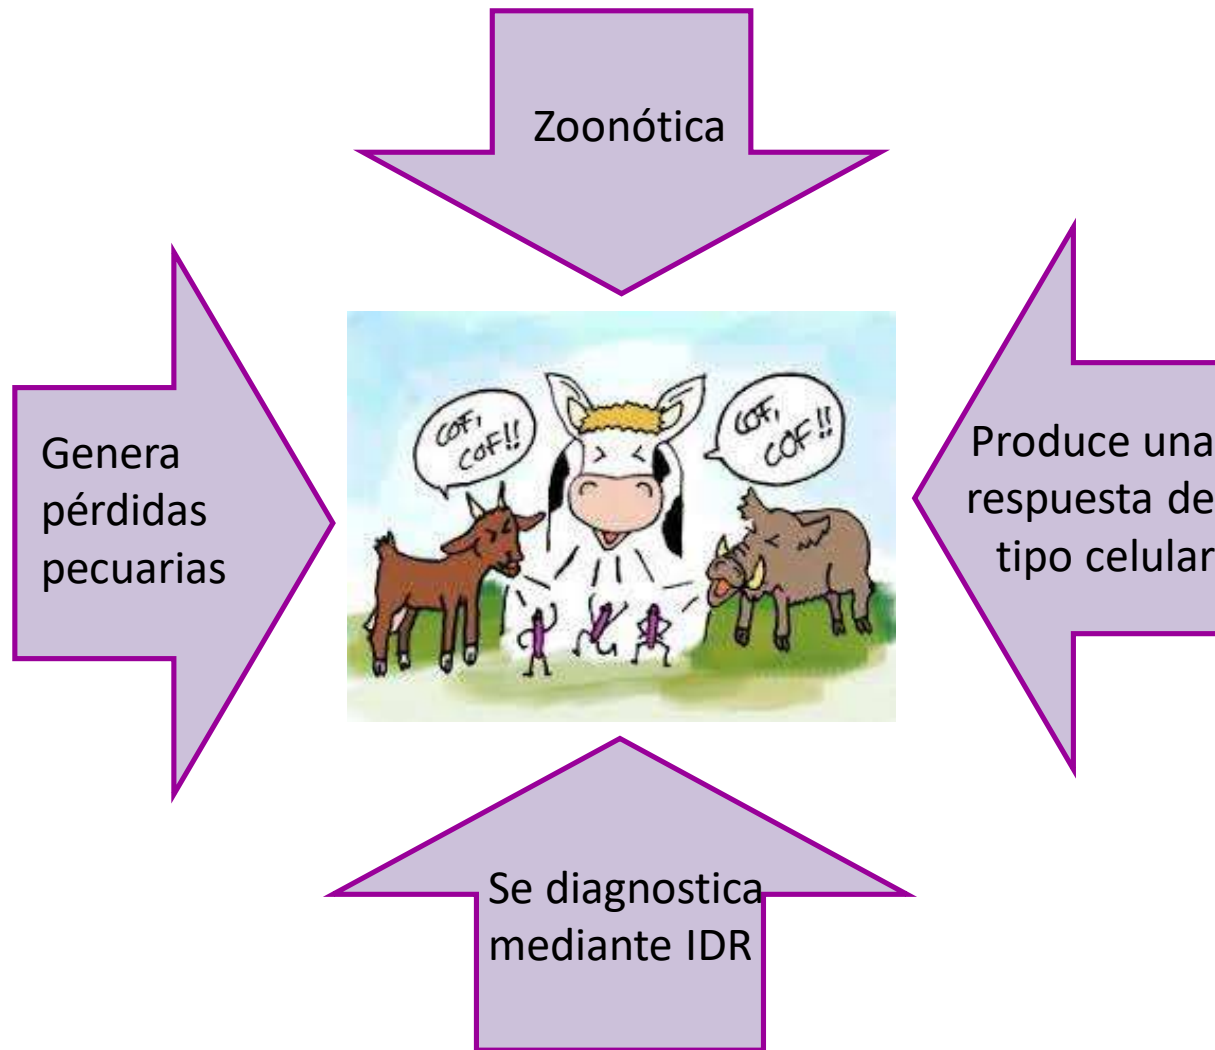 Zoonótica
Genera
pérdidas
pecuarias
COF,
COF!!
COF,
COF!!
Produce una
respuesta de
tipo celular
Se diagnostica
mediante IDR